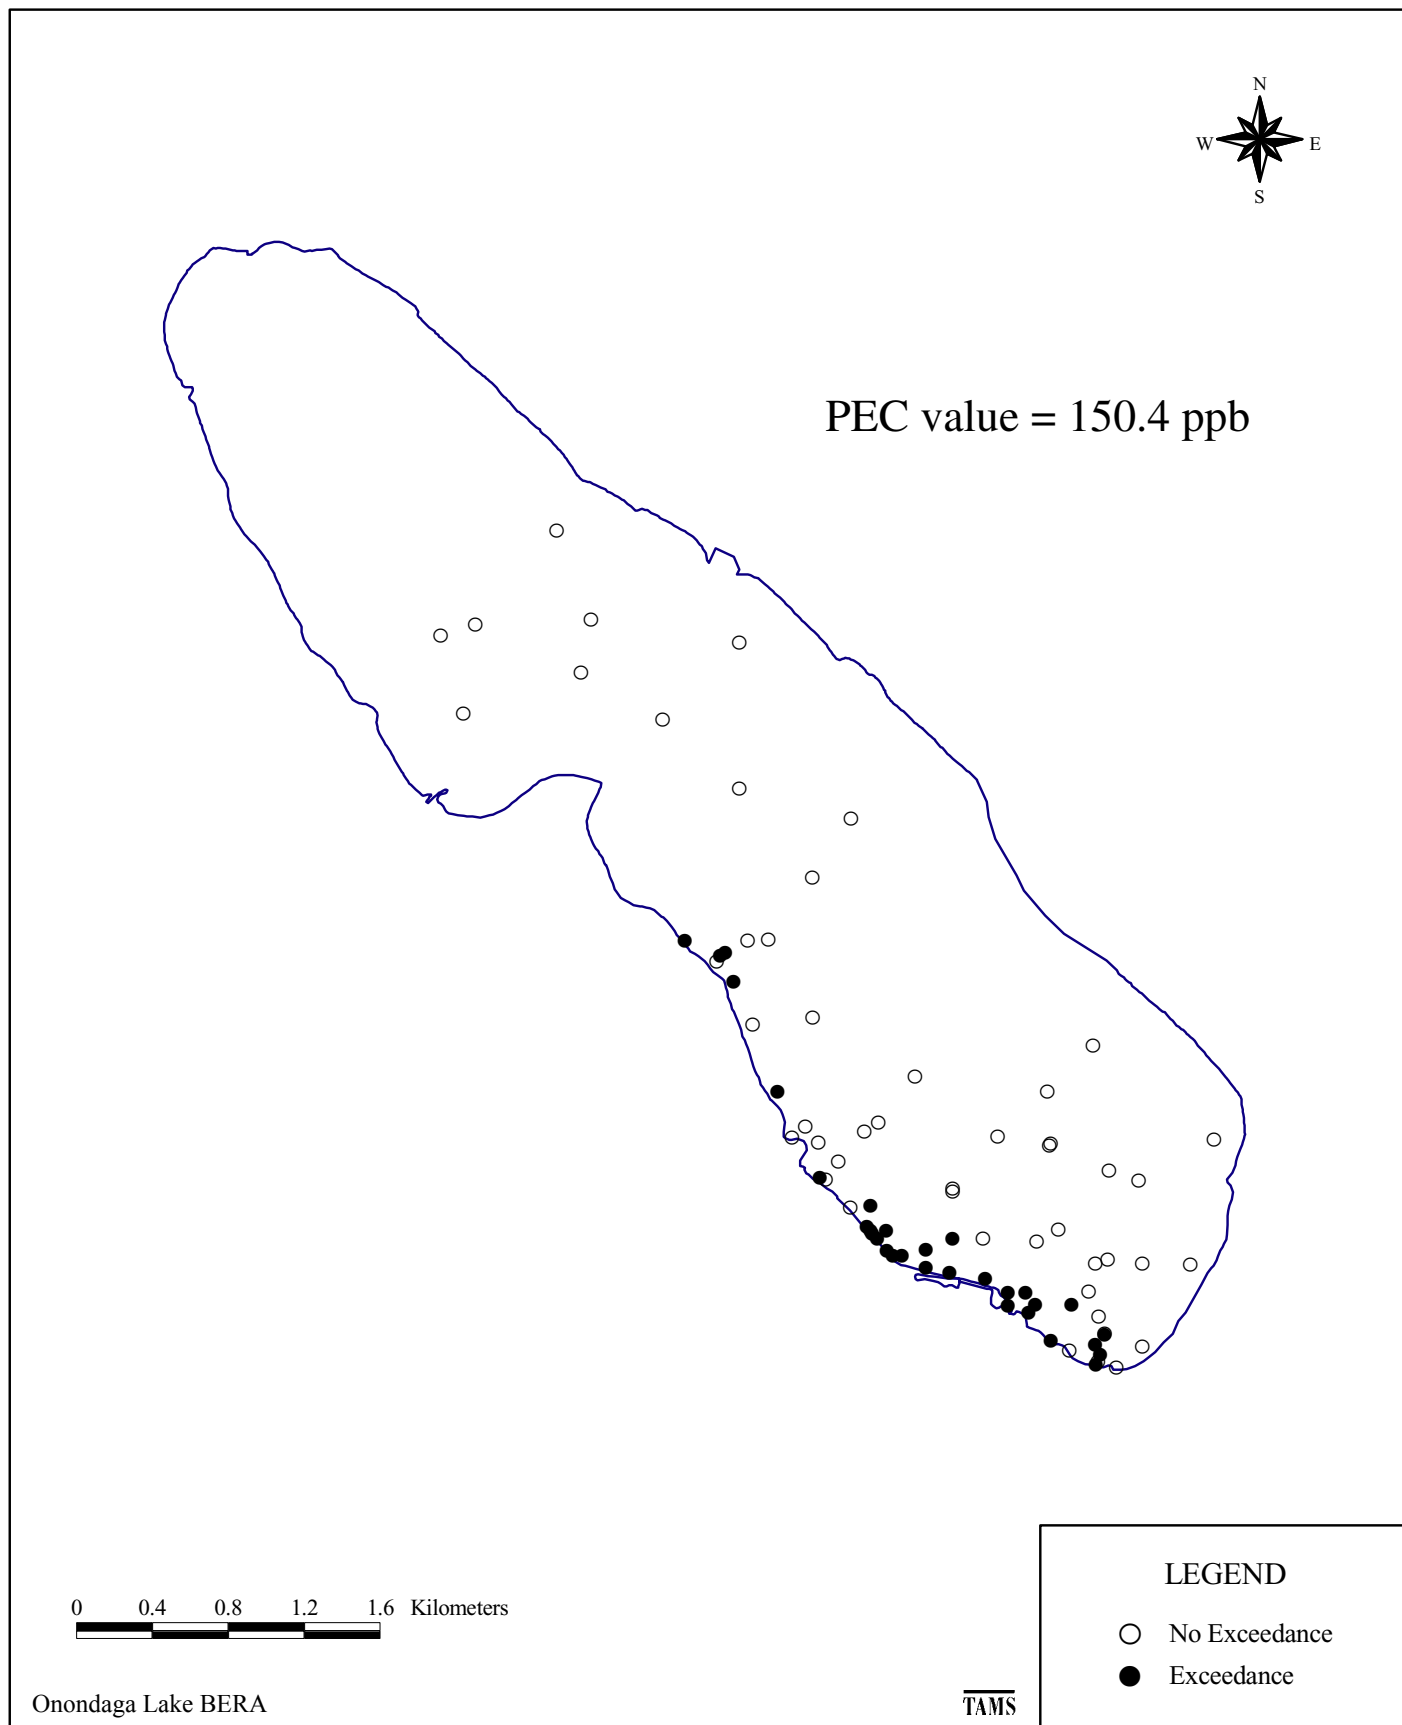 N
W E
S
PEC value = 150.4 ppb
LEGEND
No Exceedance
Exceedance
0 0.4 0.8 1.2 1.6 Kilometers
Onondaga Lake BERA
TAMS